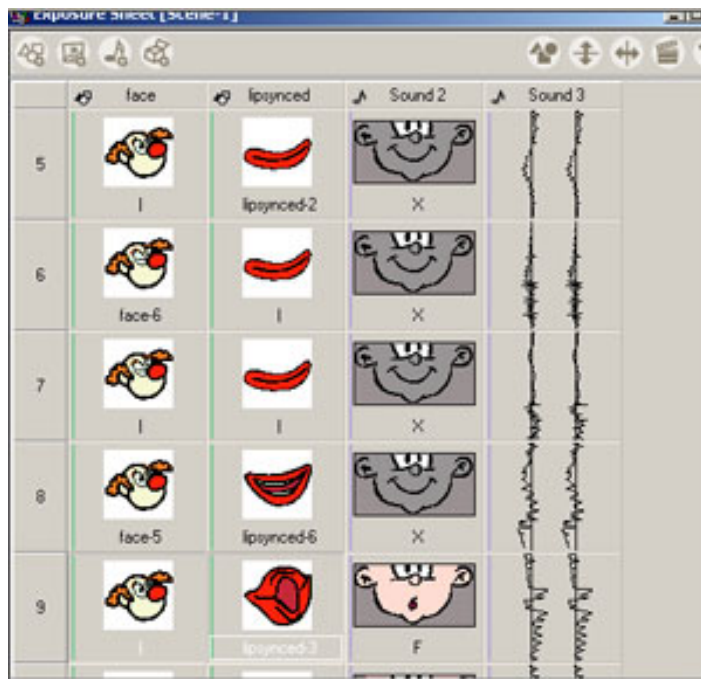 Exposure Sheet [Scene-1]
face lipsynced Sound 2 Sound 3
5 | lipsynced-2 X
6 face-6 | X
7 | | X
8 face-5 lipsynced-6 X
9 | lipsynced-3 F